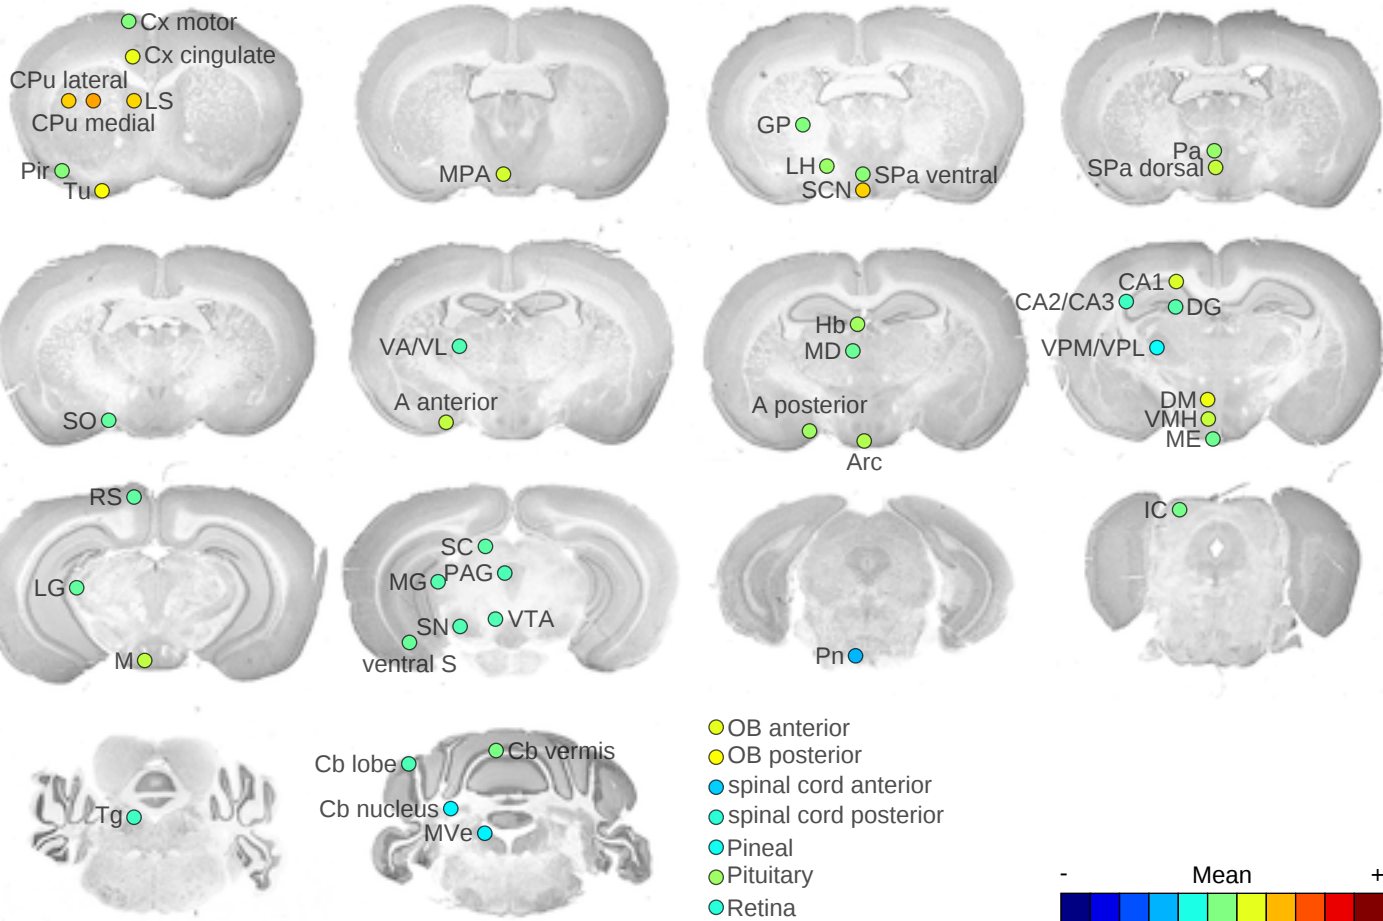 Cx motor
Cx cingulate
CPu lateral
LS
CPu medial
Pir
Tu
MPA
GP
LH
SPa ventral
SCN
Pa
SPa dorsal
SO
VA/VL
A anterior
Hb
MD
A posterior
Arc
CA1
CA2/CA3
DG
VPM/VPL
DM
VMH
ME
RS
LG
M
SC
PAG
MG
VTA
SN
ventral S
Pn
IC
Tg
Cb vermis
Cb lobe
Cb nucleus
MVe
OB anterior
OB posterior
spinal cord anterior
spinal cord posterior
Pineal
Pituitary
Retina
- Mean +